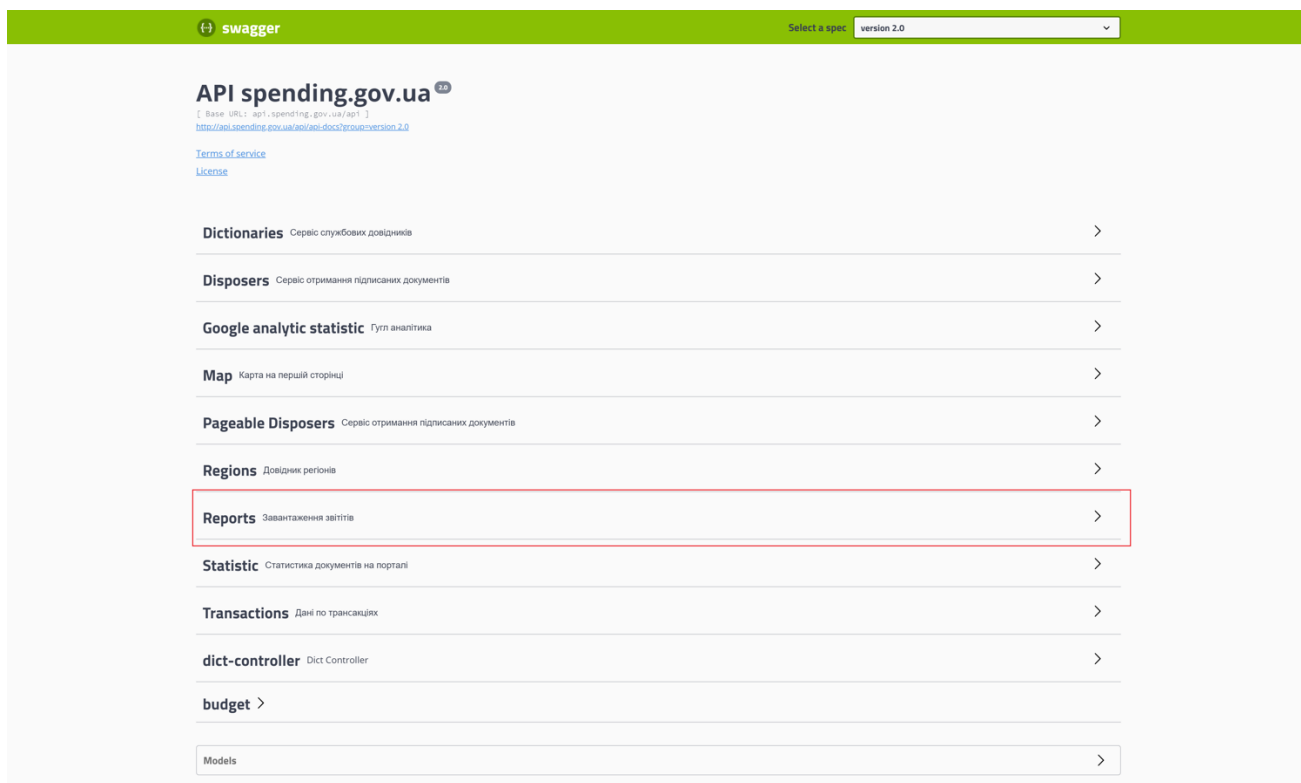 swagger
Select a spec version 2.0
API spending.gov.ua 2.0
[ Base URL: api.spending.gov.ua/api ]
http://api.spending.gov.ua/api/api-docs?group=version 2.0
Terms of service
License
Dictionaries Сервіс службових довідників
Disposers Сервіс отримання підписаних документів
Google analytic statistic Гугл аналітика
Map Карта на першій сторінці
Pageable Disposers Сервіс отримання підписаних документів
Regions Довідник регіонів
Reports Завантаження звітітів
Statistic Статистика документів на порталі
Transactions Дані по трансакціях
dict-controller Dict Controller
budget
Models